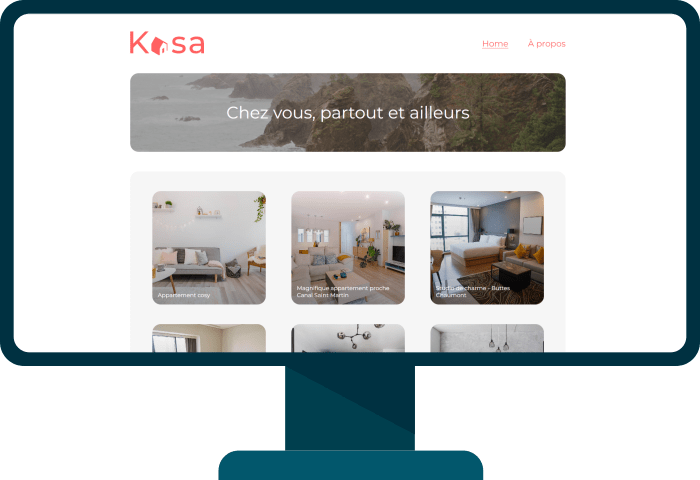 Kasa
Home
À propos
Chez vous, partout et ailleurs
Appartement cosy
Magnifique appartement proche
Canal Saint Martin
Studio de charme - Buttes
Chaumont